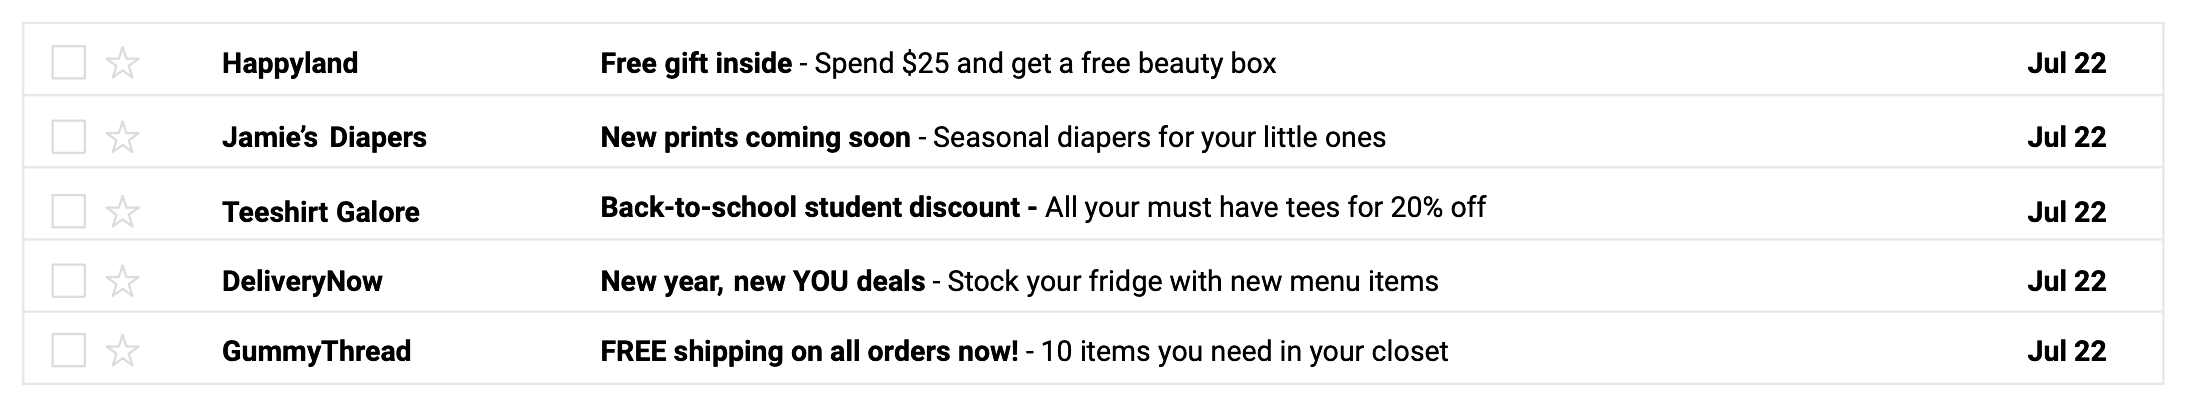 Happyland Free gift inside - Spend $25 and get a free beauty box Jul 22
Jamie’s Diapers New prints coming soon - Seasonal diapers for your little ones Jul 22
Teeshirt Galore Back-to-school student discount - All your must have tees for 20% off Jul 22
DeliveryNow New year, new YOU deals - Stock your fridge with new menu items Jul 22
GummyThread FREE shipping on all orders now! - 10 items you need in your closet Jul 22